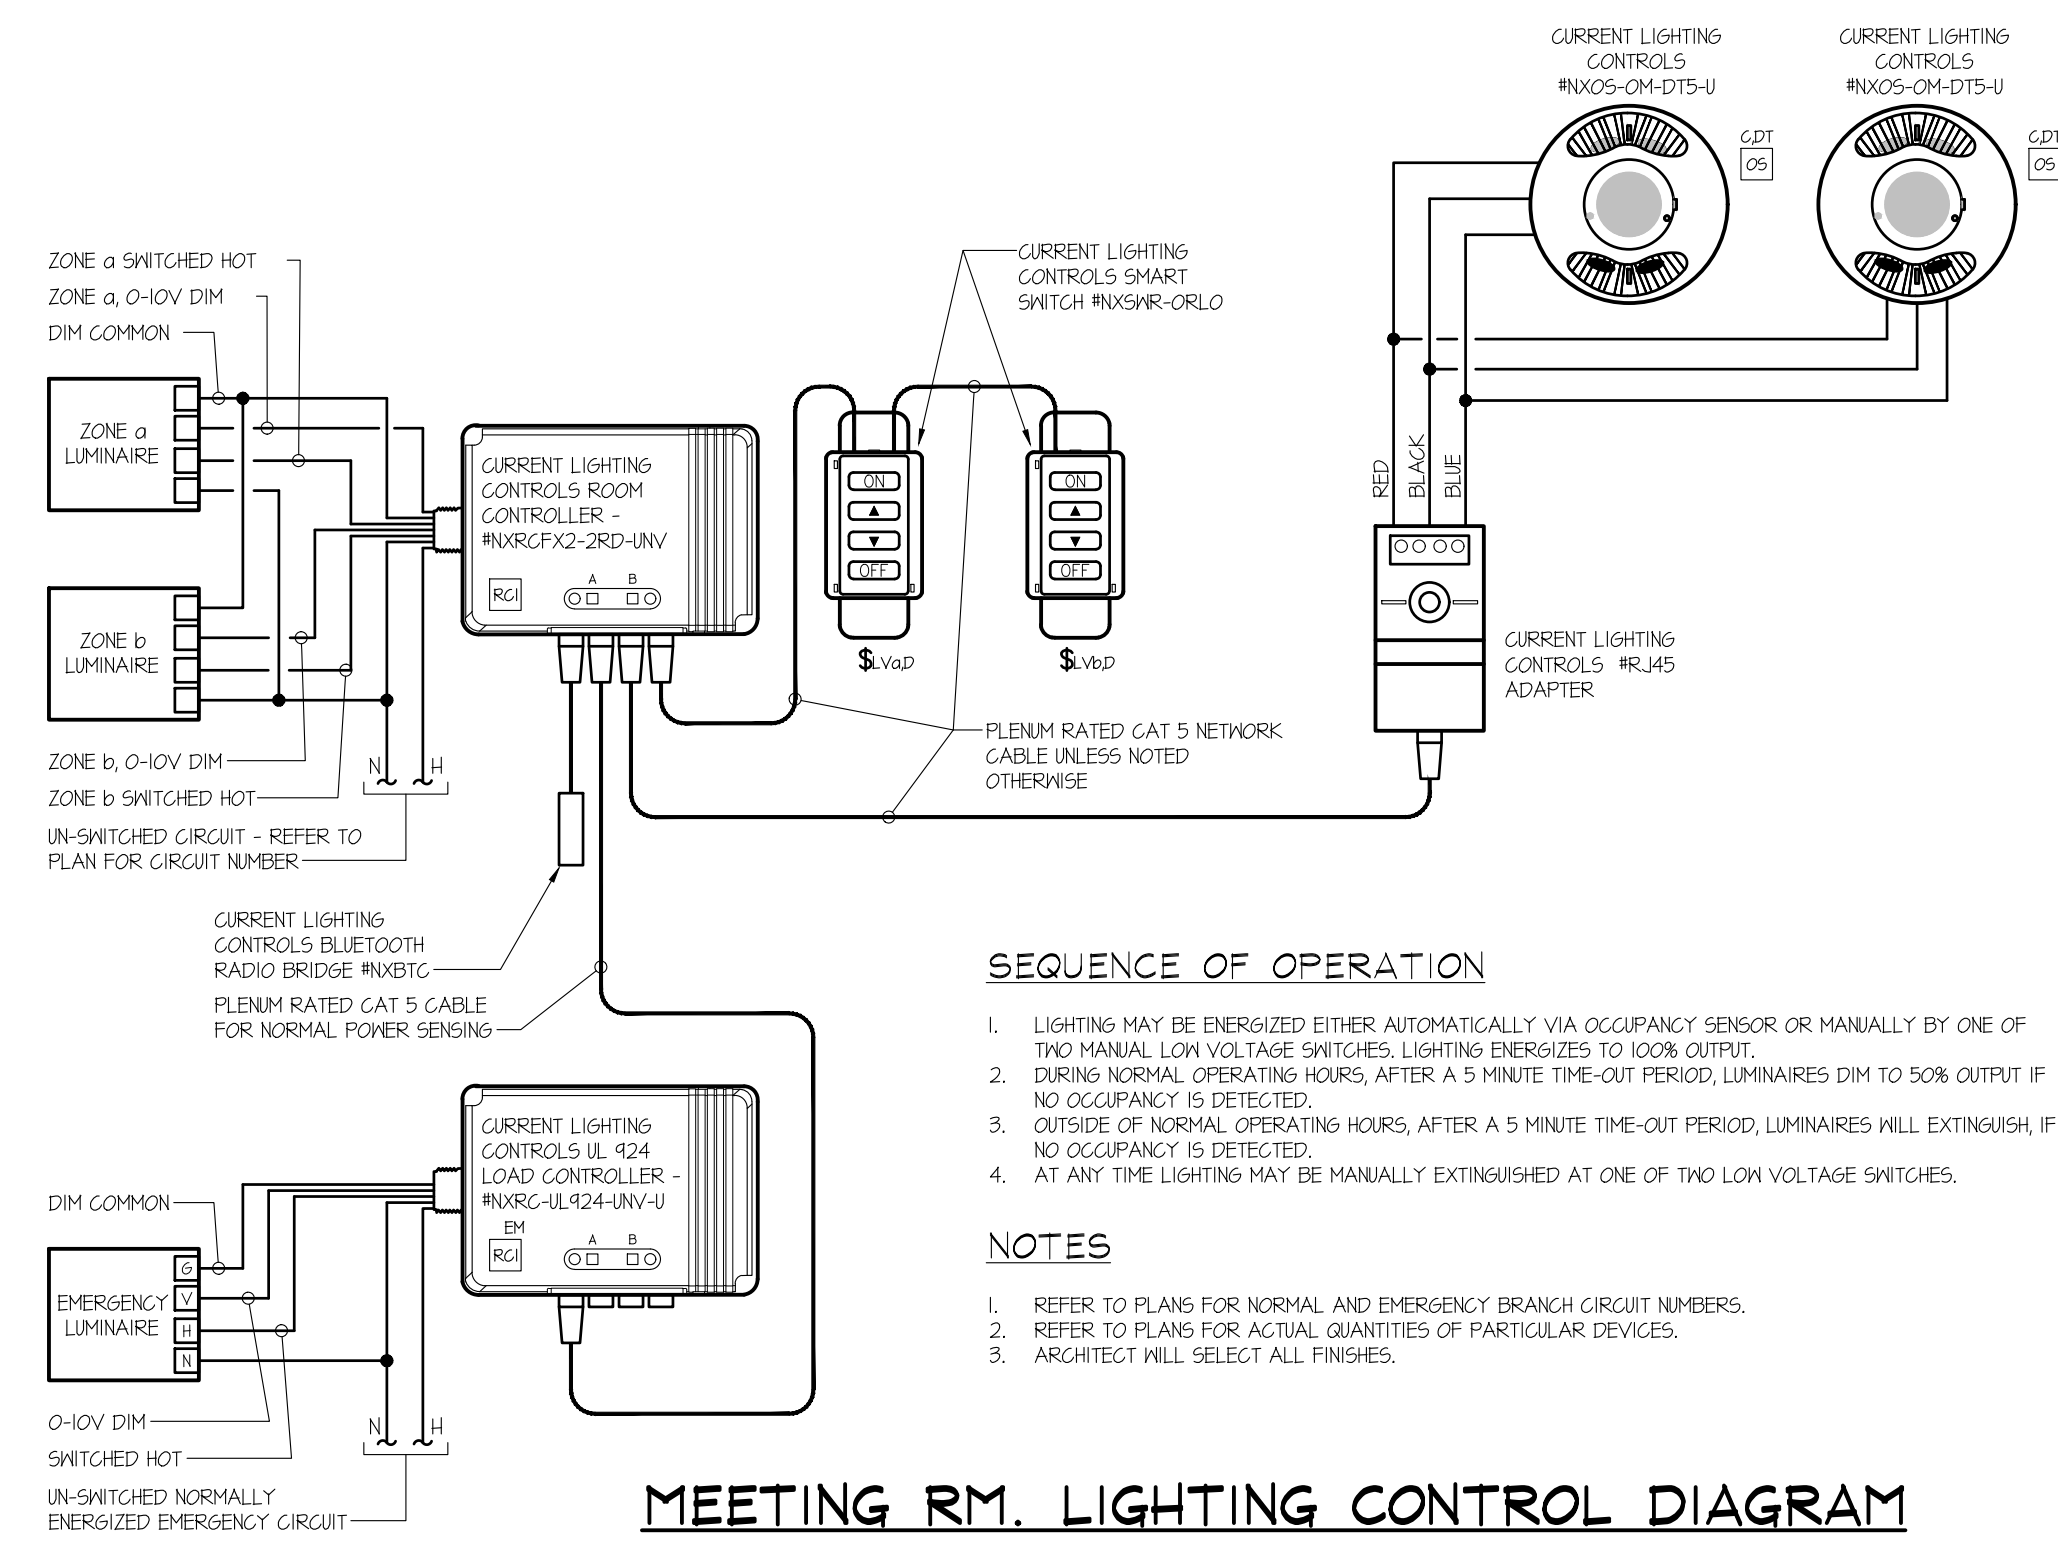 CURRENT LIGHTING
CONTROLS
#NXOS-OM-DT5-U
C,DT
OS
CURRENT LIGHTING
CONTROLS
#NXOS-OM-DT5-U
C,DT
OS
ZONE a SWITCHED HOT
ZONE a, 0-10V DIM
DIM COMMON
ZONE a
LUMINAIRE
ZONE b
LUMINAIRE
ZONE b, 0-10V DIM
ZONE b SWITCHED HOT
UN-SWITCHED CIRCUIT - REFER TO
PLAN FOR CIRCUIT NUMBER
N
H
CURRENT LIGHTING
CONTROLS ROOM
CONTROLLER -
#NXRCFX2-2RD-UNV
RCI
A
B
CURRENT LIGHTING
CONTROLS SMART
SWITCH #NXSWR-ORLO
ON
OFF
$LVa,D
ON
OFF
$LVb,D
RED
BLACK
BLUE
CURRENT LIGHTING
CONTROLS #RJ45
ADAPTER
PLENUM RATED CAT 5 NETWORK
CABLE UNLESS NOTED
OTHERWISE
CURRENT LIGHTING
CONTROLS BLUETOOTH
RADIO BRIDGE #NXBTC
PLENUM RATED CAT 5 CABLE
FOR NORMAL POWER SENSING
CURRENT LIGHTING
CONTROLS UL 924
LOAD CONTROLLER -
#NXRC-UL924-UNV-U
EM
RCI
A
B
DIM COMMON
EMERGENCY
LUMINAIRE
G
V
H
N
0-10V DIM
SWITCHED HOT
UN-SWITCHED NORMALLY
ENERGIZED EMERGENCY CIRCUIT
N
H
SEQUENCE OF OPERATION
1. LIGHTING MAY BE ENERGIZED EITHER AUTOMATICALLY VIA OCCUPANCY SENSOR OR MANUALLY BY ONE OF
TWO MANUAL LOW VOLTAGE SWITCHES. LIGHTING ENERGIZES TO 100% OUTPUT.
2. DURING NORMAL OPERATING HOURS, AFTER A 5 MINUTE TIME-OUT PERIOD, LUMINAIRES DIM TO 50% OUTPUT IF
NO OCCUPANCY IS DETECTED.
3. OUTSIDE OF NORMAL OPERATING HOURS, AFTER A 5 MINUTE TIME-OUT PERIOD, LUMINAIRES WILL EXTINGUISH, IF
NO OCCUPANCY IS DETECTED.
4. AT ANY TIME LIGHTING MAY BE MANUALLY EXTINGUISHED AT ONE OF TWO LOW VOLTAGE SWITCHES.
NOTES
1. REFER TO PLANS FOR NORMAL AND EMERGENCY BRANCH CIRCUIT NUMBERS.
2. REFER TO PLANS FOR ACTUAL QUANTITIES OF PARTICULAR DEVICES.
3. ARCHITECT WILL SELECT ALL FINISHES.
MEETING RM. LIGHTING CONTROL DIAGRAM